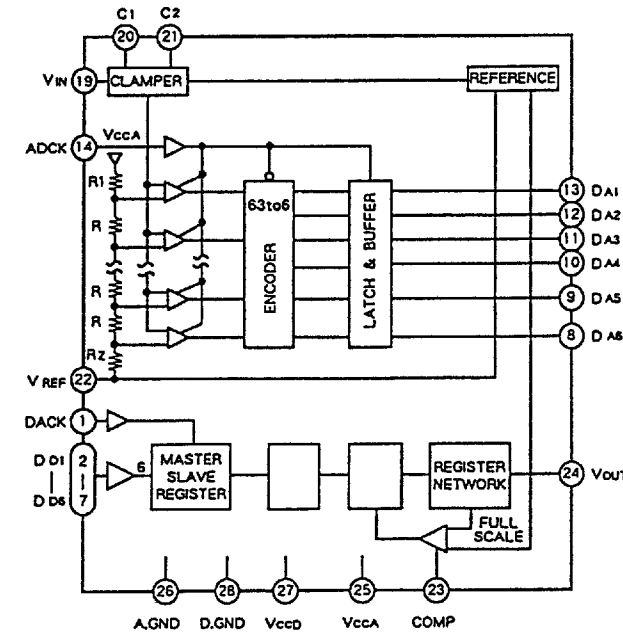 C1 C2
20 21
VIN 19 CLAMPER REFERENCE
ADCK 14 VccA
R1
R
R
R
Rz
63to6
ENCODER
LATCH & BUFFER
13 DA1
12 DA2
11 DA3
10 DA4
9 DA5
8 DA6
VREF 22
DACK 1
D D1 2
D D6 7
6
MASTER
SLAVE
REGISTER
REGISTER
NETWORK
24 VOUT
FULL
SCALE
26 28 27 25 23
A.GND D.GND VccD VccA COMP